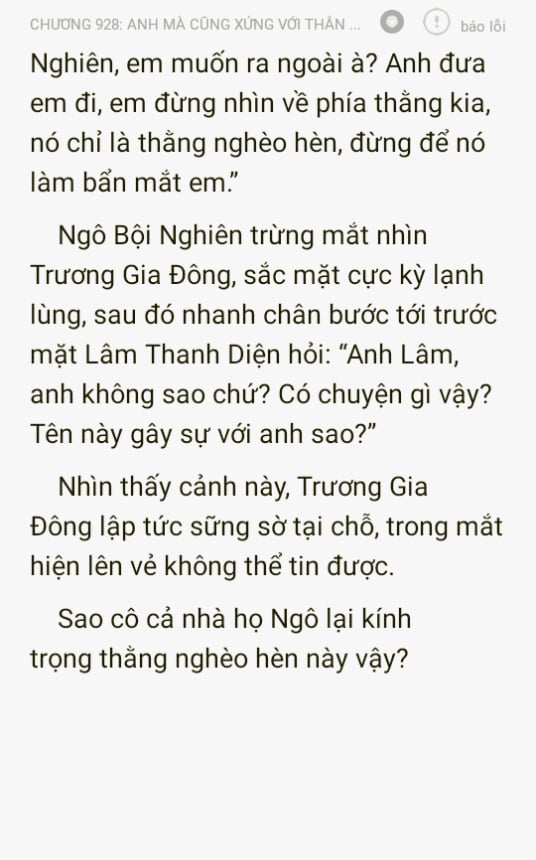 CHƯƠNG 928: ANH MÀ CŨNG XỨNG VỚI THÂN ...
báo lỗi
Nghiên, em muốn ra ngoài à? Anh đưa
em đi, em đừng nhìn về phía thằng kia,
nó chỉ là thằng nghèo hèn, đừng để nó
làm bẩn mắt em.”
Ngô Bội Nghiên trừng mắt nhìn
Trương Gia Đông, sắc mặt cực kỳ lạnh
lùng, sau đó nhanh chân bước tới trước
mặt Lâm Thanh Diện hỏi: “Anh Lâm,
anh không sao chứ? Có chuyện gì vậy?
Tên này gây sự với anh sao?”
Nhìn thấy cảnh này, Trương Gia
Đông lập tức sững sờ tại chỗ, trong mắt
hiện lên vẻ không thể tin được.
Sao cô cả nhà họ Ngô lại kính
trọng thằng nghèo hèn này vậy?